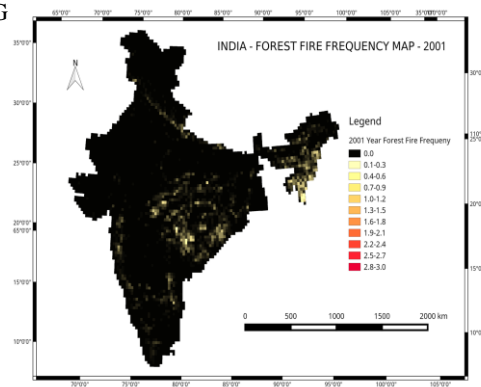 G
65°0'0" 70°0'0" 75°0'0" 80°0'0" 85°0'0" 90°0'0" 95°0'0" 100°0'0" 105°0'0"
INDIA - FOREST FIRE FREQUENCY MAP - 2001
N
35°0'0"
30°0'0"
25°0'0"
20°0'0"
15°0'0"
10°0'0"
Legend
2001 Year Forest Fire Frequeny
0.0
0.1-0.3
0.4-0.6
0.7-0.9
1.0-1.2
1.3-1.5
1.6-1.8
1.9-2.1
2.2-2.4
2.5-2.7
2.8-3.0
0 500 1000 1500 2000 km
70°0'0" 75°0'0" 80°0'0" 85°0'0" 90°0'0" 95°0'0" 100°0'0" 105°0'0"